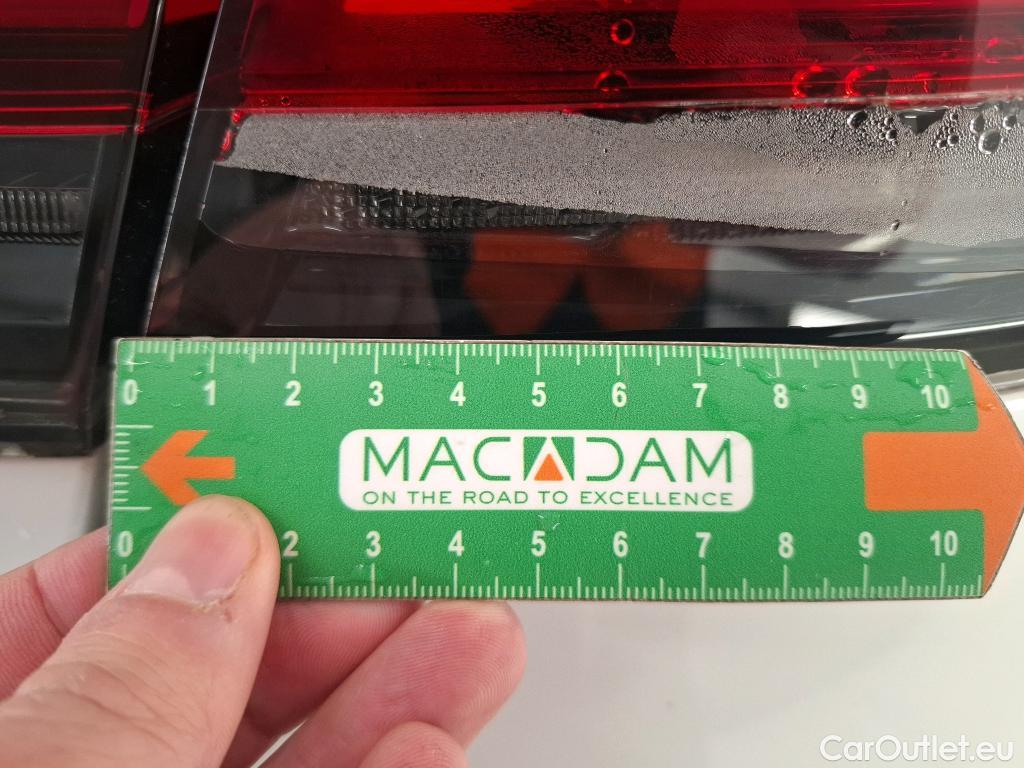 0 1 2 3 4 5 6 7 8 9 10
MACADAM
ON THE ROAD TO EXCELLENCE
0 2 3 4 5 6 7 8 9 10
CarOutlet.eu